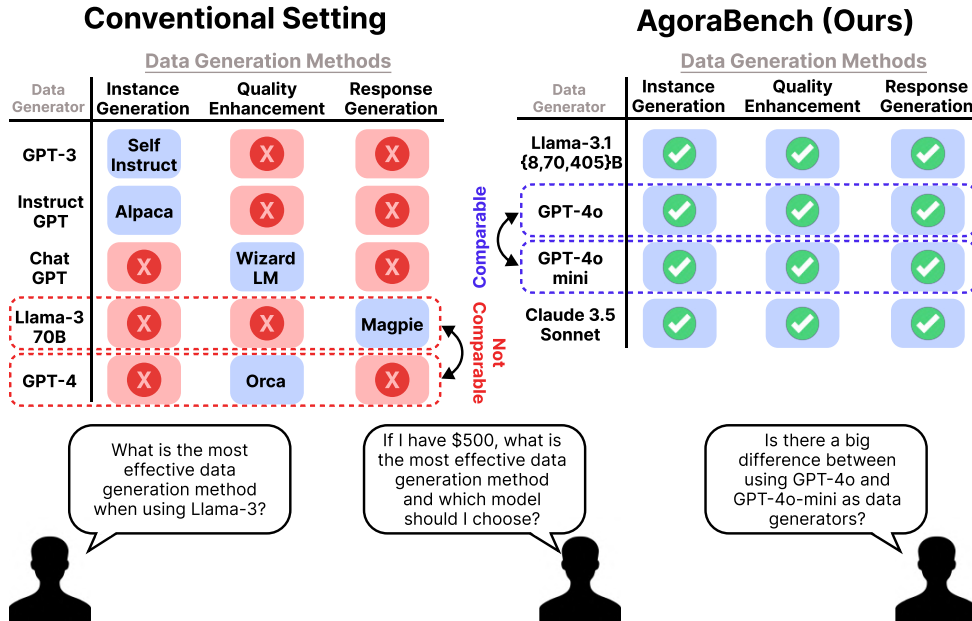 Conventional Setting
Data Generation Methods
Data
Generator
Instance
Generation
Quality
Enhancement
Response
Generation
GPT-3
Self
Instruct
X
X
Instruct
GPT
Alpaca
X
X
Chat
GPT
X
Wizard
LM
X
Llama-3
70B
X
X
Magpie
GPT-4
X
Orca
X
Not
Comparable
AgoraBench (Ours)
Data Generation Methods
Data
Generator
Instance
Generation
Quality
Enhancement
Response
Generation
Llama-3.1
{8,70,405}B
GPT-4o
GPT-4o
mini
Claude 3.5
Sonnet
Comparable
What is the most
effective data
generation method
when using Llama-3?
If I have $500, what is
the most effective data
generation method
and which model
should I choose?
Is there a big
difference between
using GPT-4o and
GPT-4o-mini as data
generators?